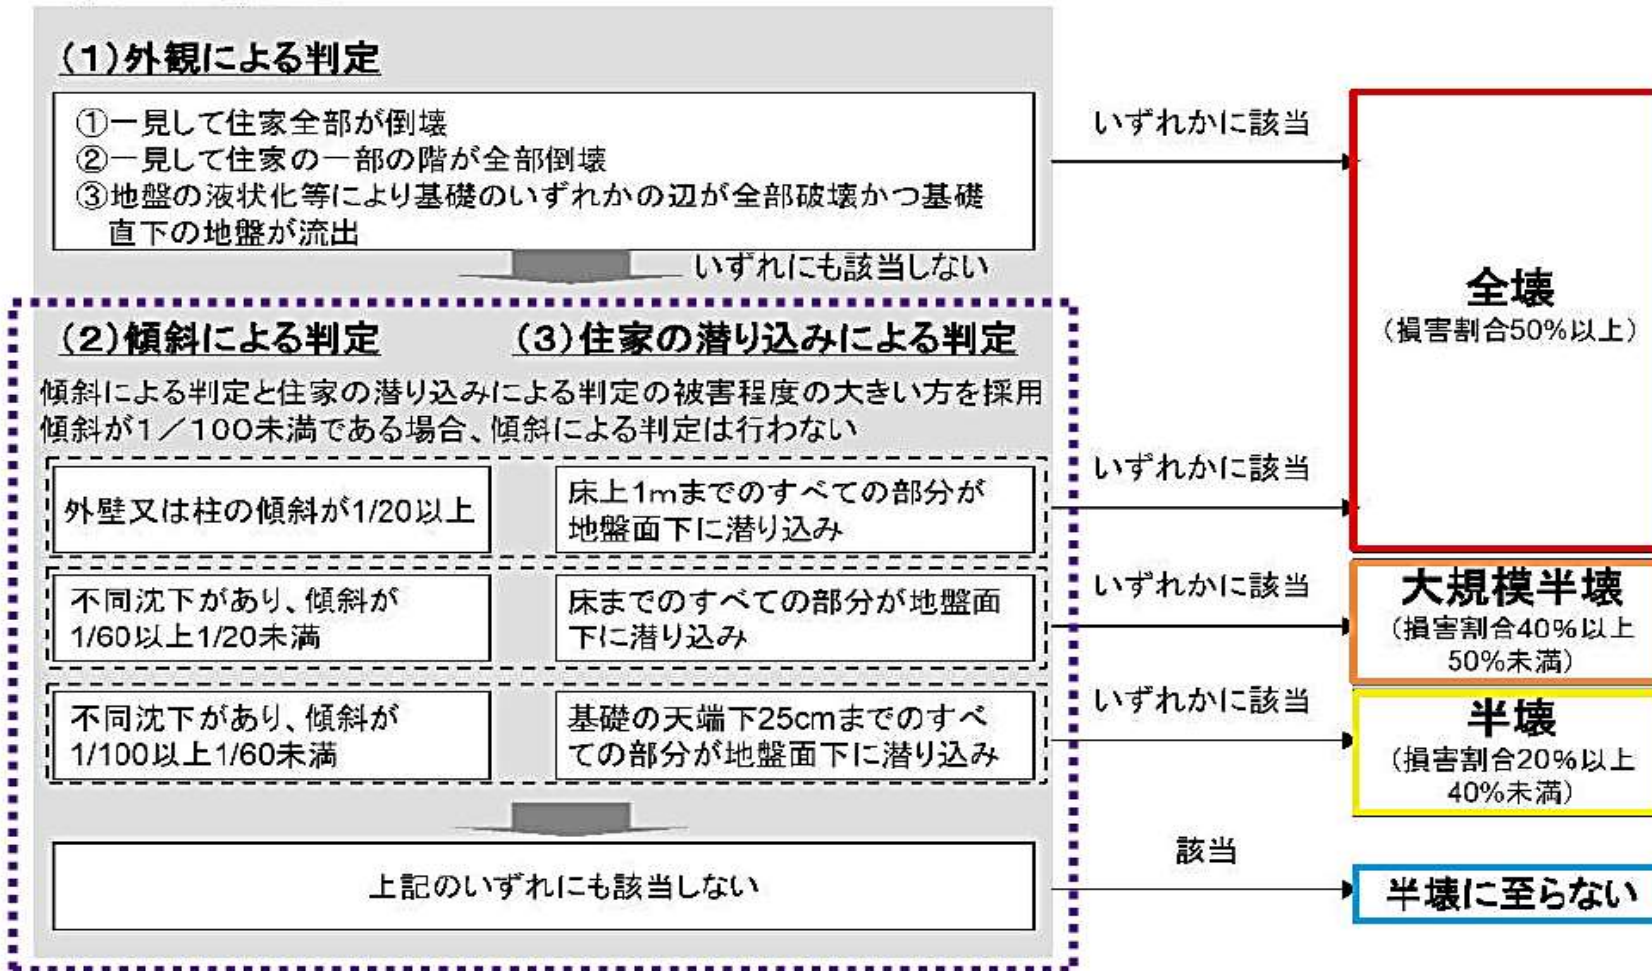 (1)外観による判定
①一見して住家全部が倒壊
②一見して住家の一部の階が全部倒壊
③地盤の液状化等により基礎のいずれかの辺が全部破壊かつ基礎
直下の地盤が流出
いずれかに該当
いずれにも該当しない
全壊
(損害割合50%以上)
(2)傾斜による判定
(3)住家の潜り込みによる判定
傾斜による判定と住家の潜り込みによる判定の被害程度の大きい方を採用
傾斜が1/100未満である場合、傾斜による判定は行わない
外壁又は柱の傾斜が1/20以上
床上1mまでのすべての部分が
地盤面下に潜り込み
いずれかに該当
不同沈下があり、傾斜が
1/60以上1/20未満
床までのすべての部分が地盤面
下に潜り込み
いずれかに該当
大規模半壊
(損害割合40%以上
50%未満)
不同沈下があり、傾斜が
1/100以上1/60未満
基礎の天端下25cmまでのすべ
ての部分が地盤面下に潜り込み
いずれかに該当
半壊
(損害割合20%以上
40%未満)
上記のいずれにも該当しない
該当
半壊に至らない